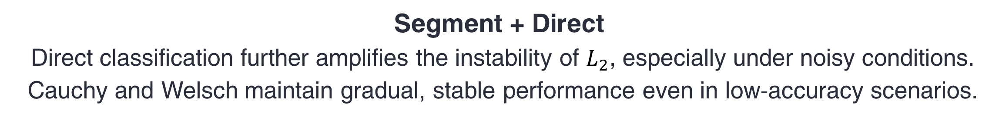 Segment + Direct
Direct classification further amplifies the instability of L₂, especially under noisy conditions.
Cauchy and Welsch maintain gradual, stable performance even in low-accuracy scenarios.